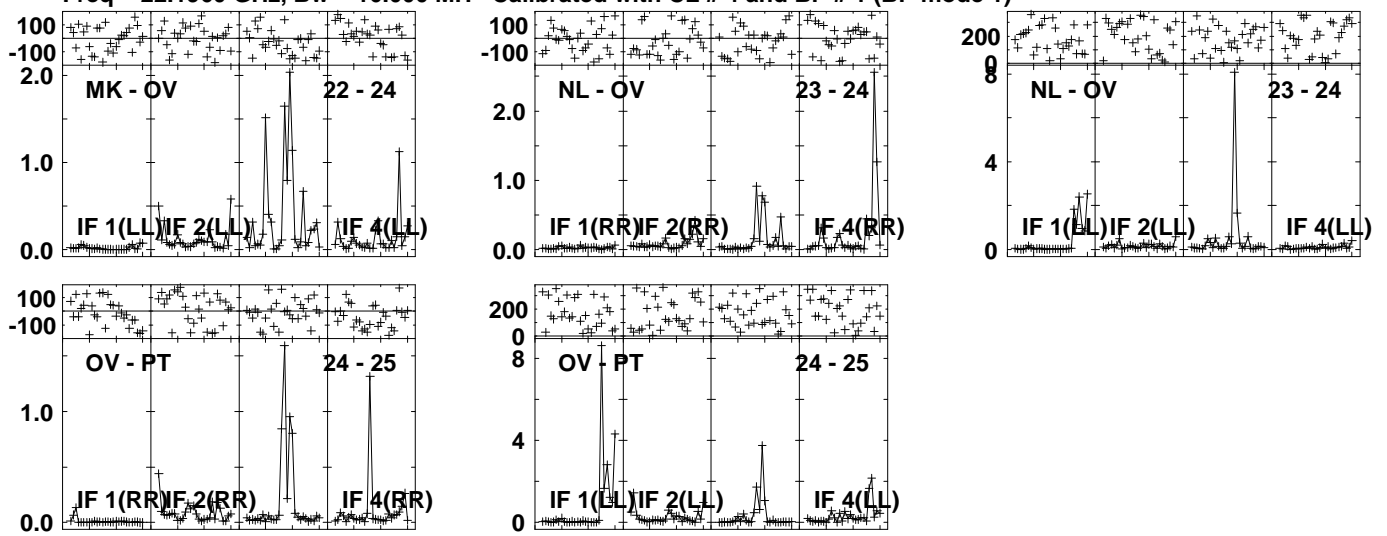 100
-100
2.0
1.0
0.0
MK - OV 22 - 24
IF 1(LL) IF 2(LL) IF 4(LL)
100
-100
2.0
1.0
0.0
NL - OV 23 - 24
IF 1(RR) IF 2(RR) IF 4(RR)
200
0
8
4
0
NL - OV 23 - 24
IF 1(LL) IF 2(LL) IF 4(LL)
100
-100
1.0
0.0
OV - PT 24 - 25
IF 1(RR) IF 2(RR) IF 4(RR)
200
0
8
4
0
OV - PT 24 - 25
IF 1(LL) IF 2(LL) IF 4(LL)